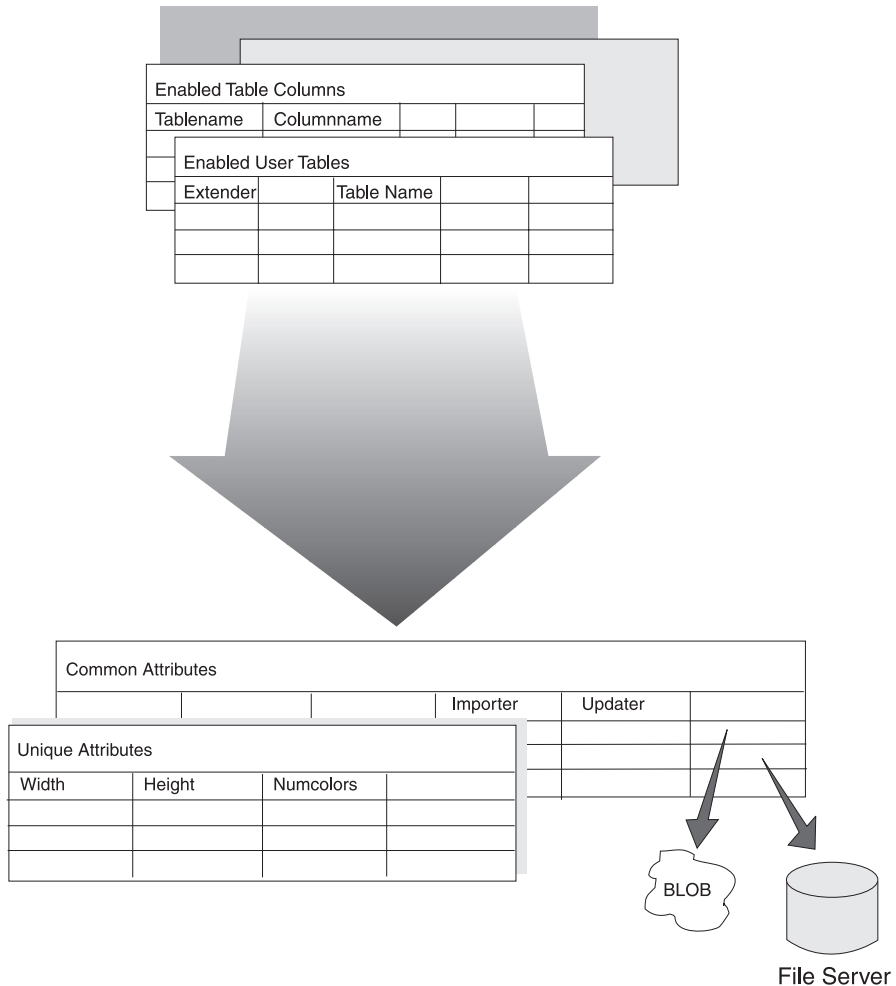 Enabled Table Columns
Tablename Columnname
Enabled User Tables
Extender Table Name
Common Attributes
Importer Updater
Unique Attributes
Width Height Numcolors
BLOB
File Server